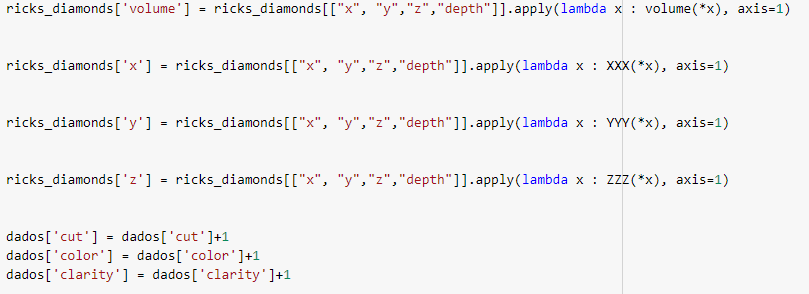 ricks_diamonds['volume'] = ricks_diamonds[["x", "y","z","depth"]].apply(lambda x : volume(*x), axis=1)
ricks_diamonds['x'] = ricks_diamonds[["x", "y","z","depth"]].apply(lambda x : XXX(*x), axis=1)
ricks_diamonds['y'] = ricks_diamonds[["x", "y","z","depth"]].apply(lambda x : YYY(*x), axis=1)
ricks_diamonds['z'] = ricks_diamonds[["x", "y","z","depth"]].apply(lambda x : ZZZ(*x), axis=1)
dados['cut'] = dados['cut']+1
dados['color'] = dados['color']+1
dados['clarity'] = dados['clarity']+1